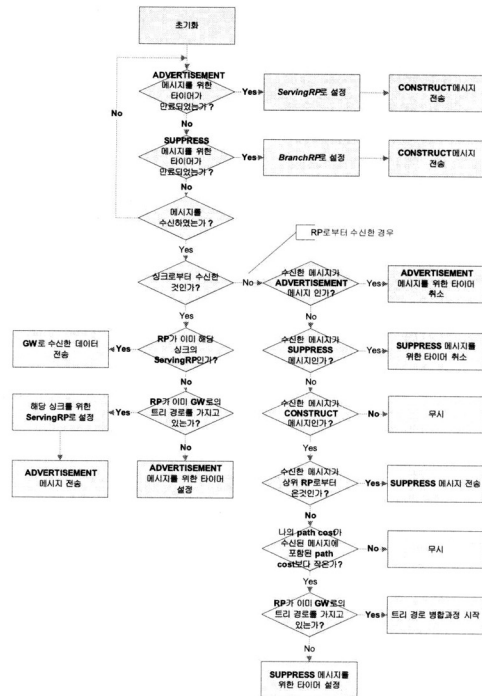 초기화
ADVERTISEMENT
메시지를 위한
타이머가
만료되었는가?
Yes
ServingRP로 설정
CONSTRUCT메시지
전송
No
No
SUPPRESS
메시지를 위한
타이머가
만료되었는가?
Yes
BranchRP로 설정
CONSTRUCT메시지
전송
No
메시지를
수신하였는가?
Yes
RP로부터 수신한 경우
싱크로부터 수신한
것인가?
No
수신한 메시지가
ADVERTISEMENT
메시지 인가?
Yes
ADVERTISEMENT
메시지를 위한 타이머
취소
Yes
No
GW로 수신한 데이터
전송
Yes
RP가 이미 해당
싱크의
ServingRP인가?
수신한 메시지가
SUPPRESS
메시지인가?
Yes
SUPPRESS 메시지를
위한 타이머 취소
No
No
해당 싱크를 위한
ServingRP로 설정
Yes
RP가 이미 GW로의
트리 경로를 가지고
있는가?
수신한 메시지가
CONSTRUCT
메시지인가?
No
무시
No
Yes
ADVERTISEMENT
메시지 전송
ADVERTISEMENT
메시지를 위한 타이머
설정
수신한 메시지가
상위 RP로부터
온것인가?
Yes
SUPPRESS 메시지 전송
No
나의 path cost가
수신된 메시지에
포함된 path
cost보다 작은가?
No
무시
Yes
RP가 이미 GW로의
트리 경로를 가지고
있는가?
Yes
트리 경로 병합과정 시작
No
SUPPRESS 메시지를
위한 타이머 설정